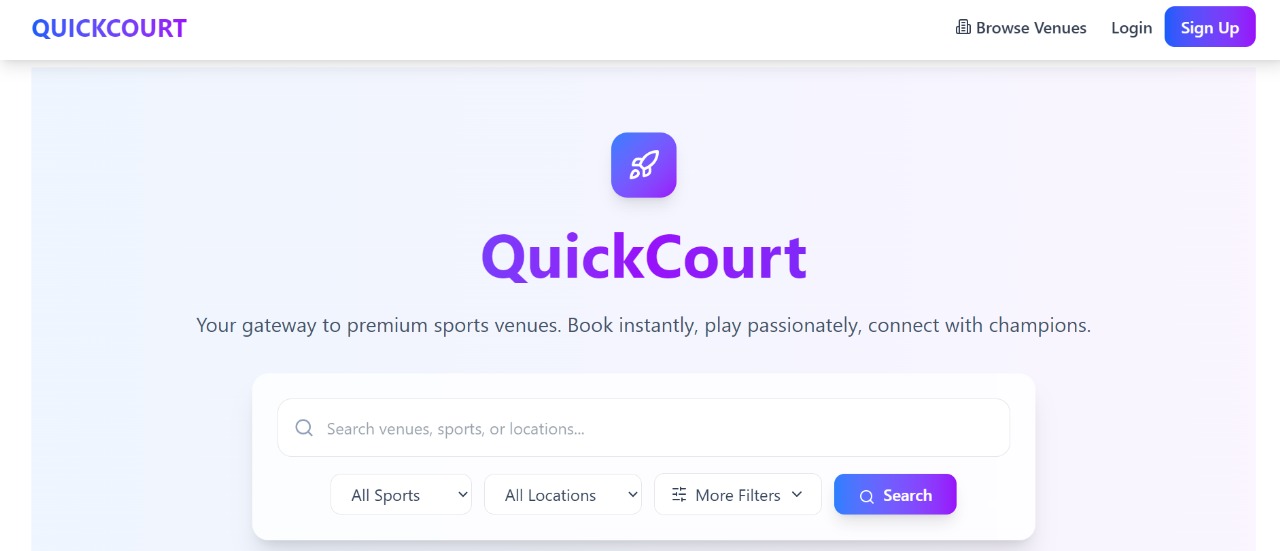 QUICKCOURT
Browse Venues
Login
Sign Up
QuickCourt
Your gateway to premium sports venues. Book instantly, play passionately, connect with champions.
Search venues, sports, or locations...
All Sports
All Locations
More Filters
Search